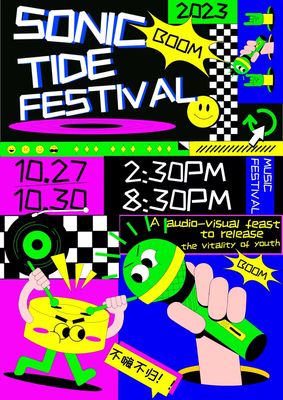 2023
SONIC
BOOM
TIDE
FESTIVAL
10.27
10.30
2:30PM
8:30PM
MUSIC
FESTIVAL
A audio-visual feast
to release
the vitality of youth
BOOM
不嗨不归!